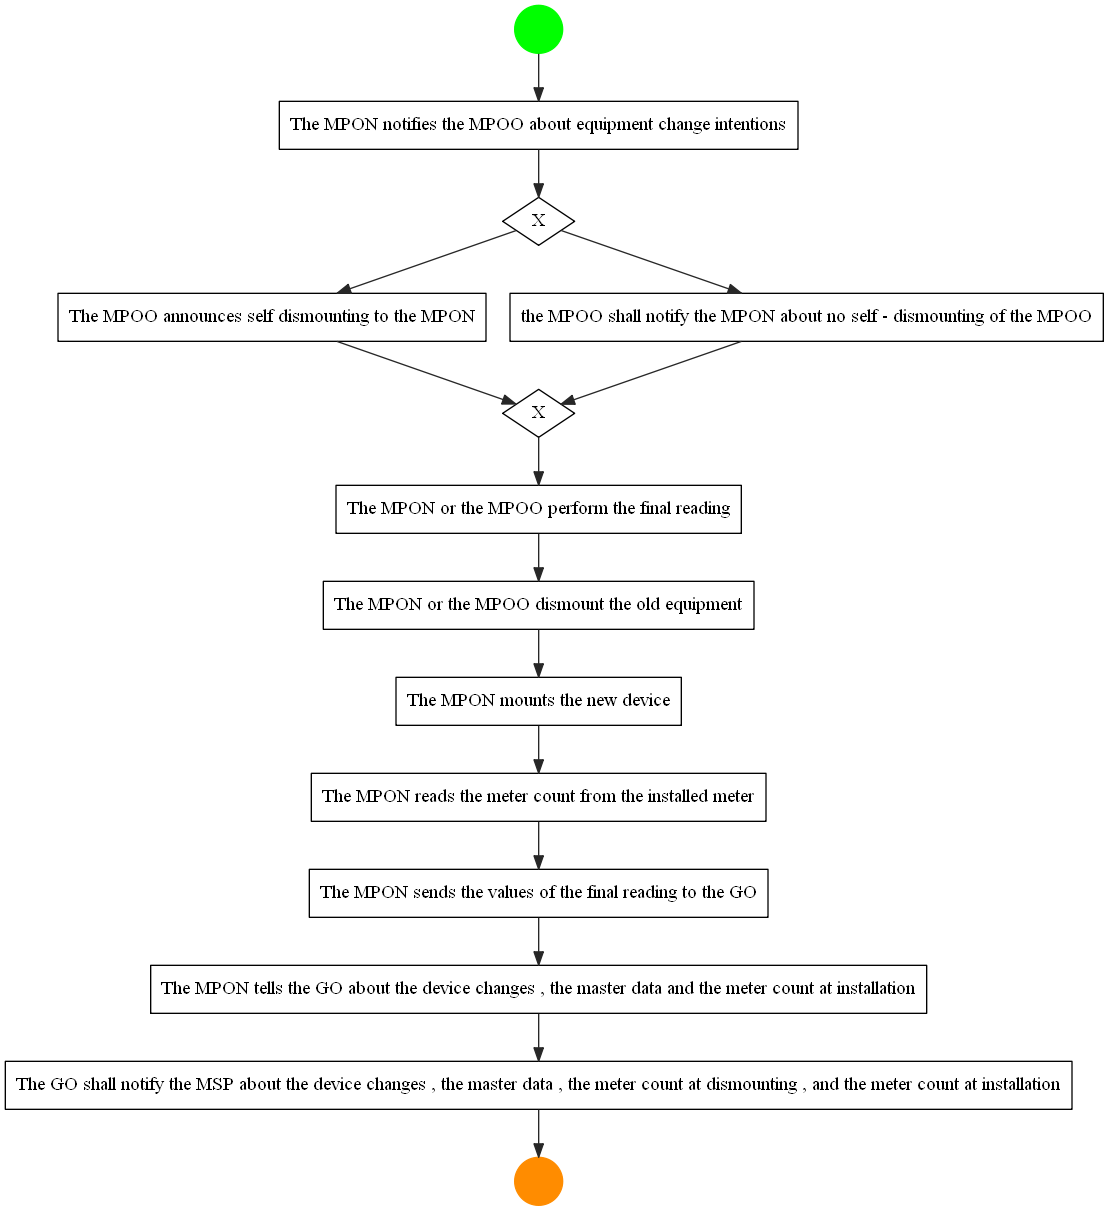 The MPON notifies the MPOO about equipment change intentions
X
The MPOO announces self dismounting to the MPON
the MPOO shall notify the MPON about no self - dismounting of the MPOO
X
The MPON or the MPOO perform the final reading
The MPON or the MPOO dismount the old equipment
The MPON mounts the new device
The MPON reads the meter count from the installed meter
The MPON sends the values of the final reading to the GO
The MPON tells the GO about the device changes , the master data and the meter count at installation
The GO shall notify the MSP about the device changes , the master data , the meter count at dismounting , and the meter count at installation